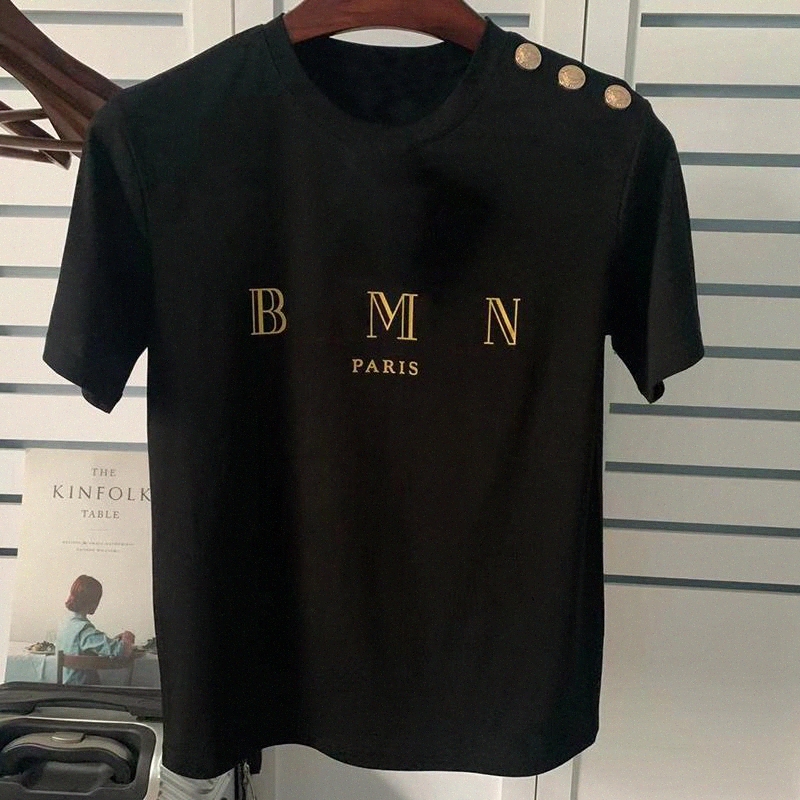 B M N
PARIS
THE
KINFOLK
TABLE